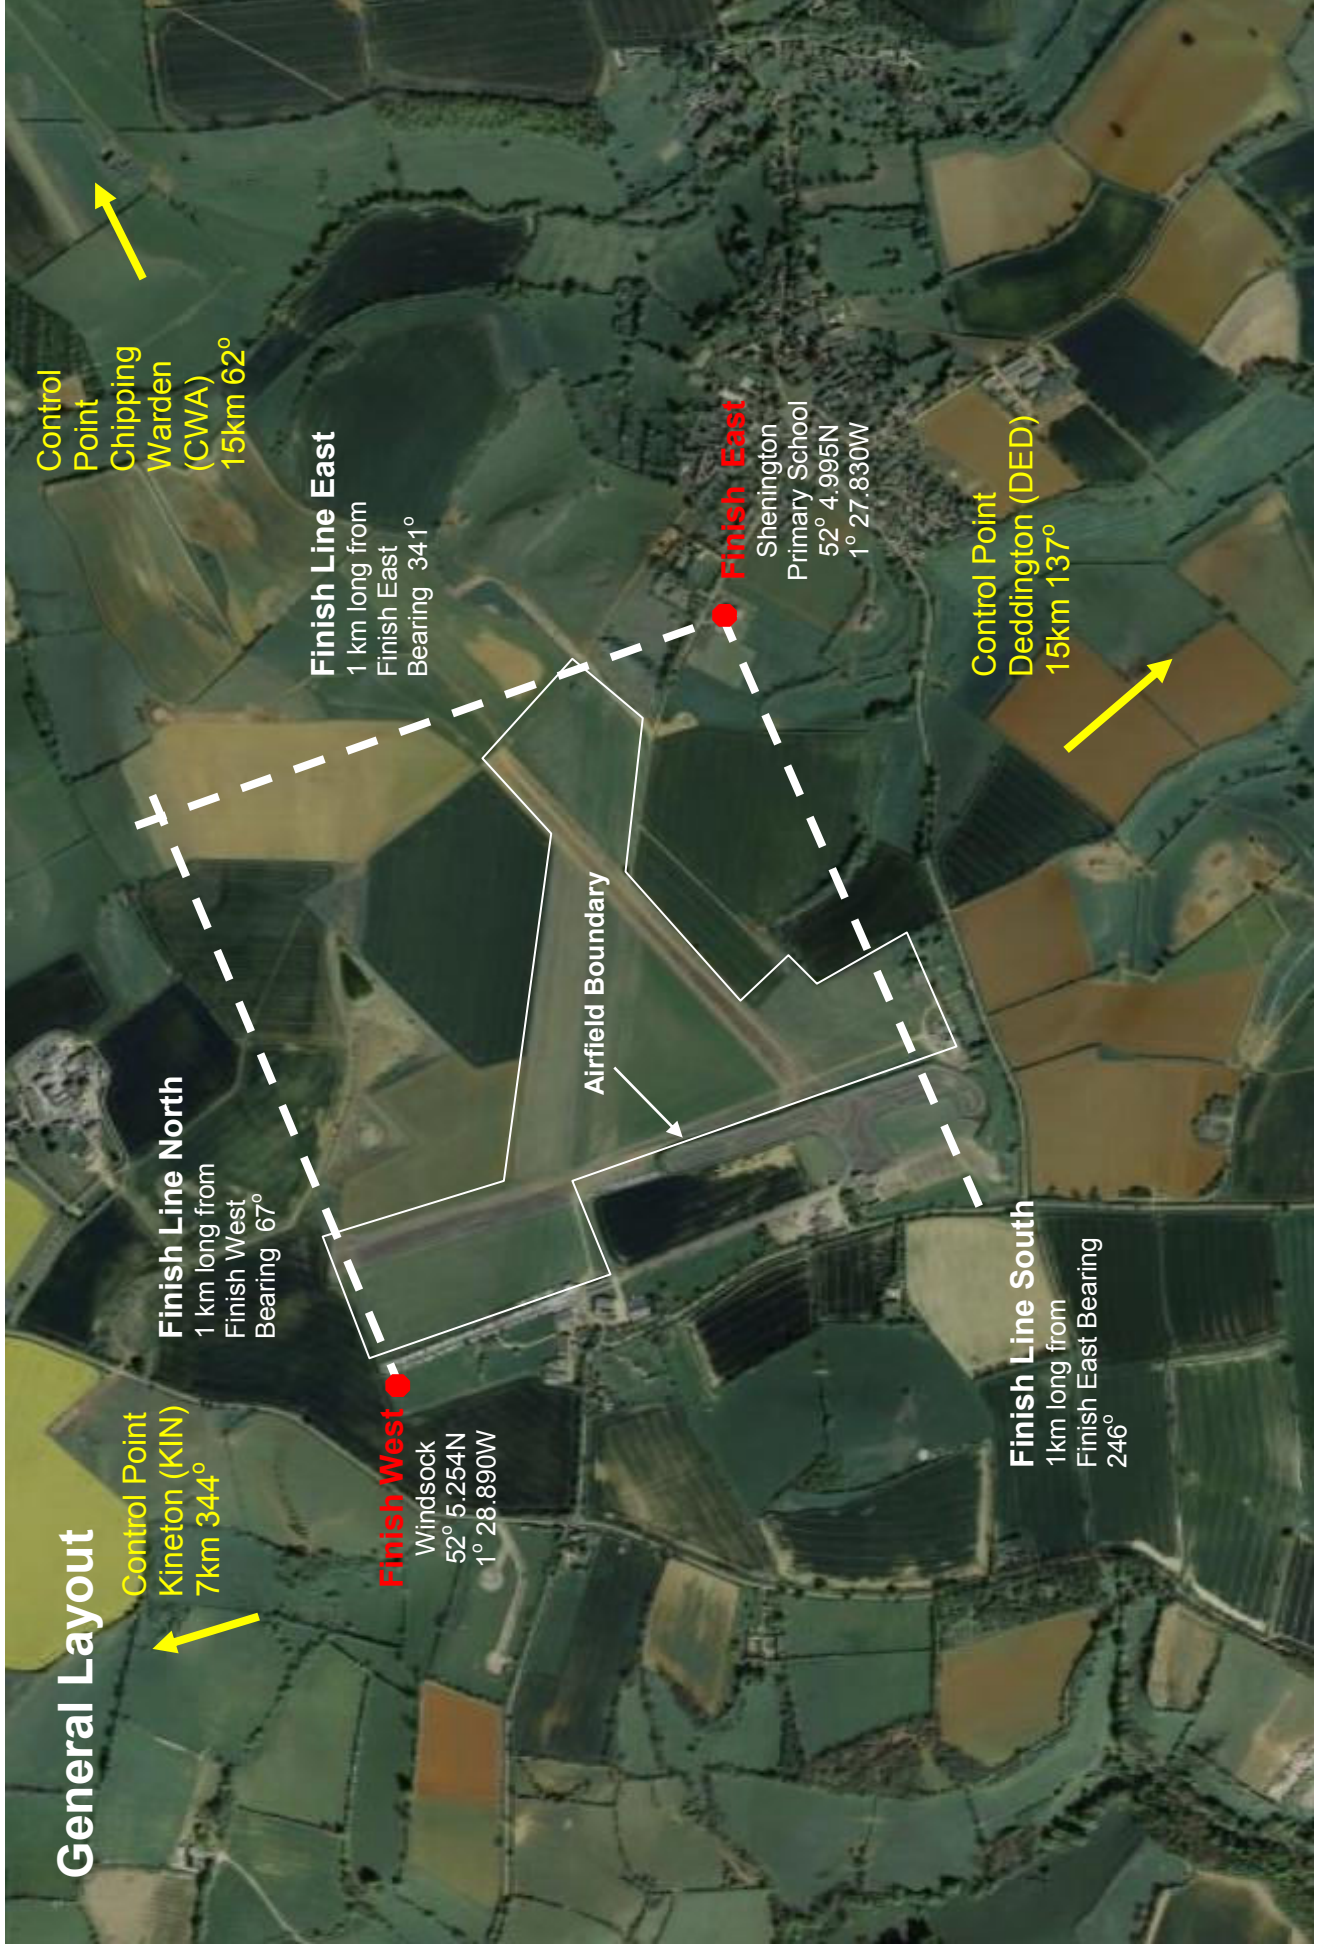 General Layout
Control Point
Kineton (KIN)
7km 344°
Finish West
Windsock
52° 5.254N
1° 28.890W
Finish Line North
1 km long from
Finish West
Bearing 67°
Finish Line South
1km long from
Finish East Bearing
246°
Airfield Boundary
Finish Line East
1 km long from
Finish East
Bearing 341°
Control
Point
Chipping
Warden
(CWA)
15km 62°
Finish East
Shenington
Primary School
52° 4.995N
1° 27.830W
Control Point
Deddington (DED)
15km 137°